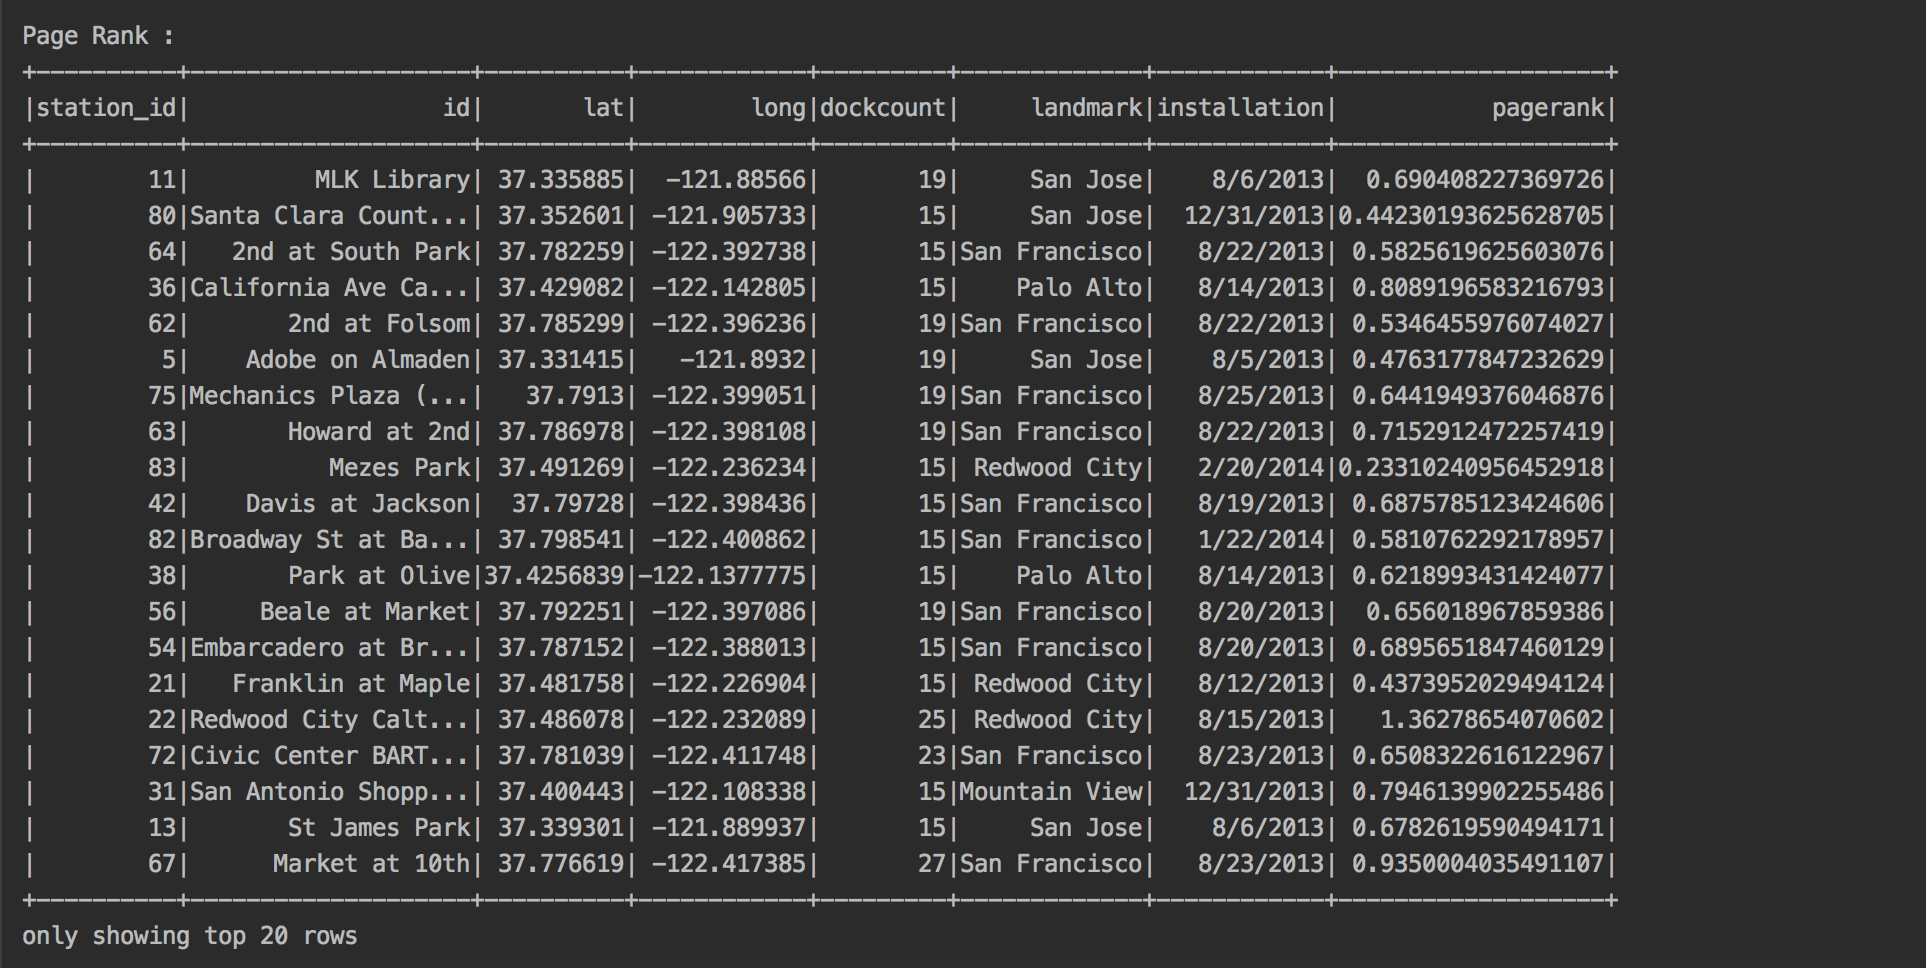 Page Rank :
+----------+--------------------+----------+------------+---------+-------------+------------+-------------------+
|station_id|                  id|       lat|        long|dockcount|     landmark|installation|           pagerank|
+----------+--------------------+----------+------------+---------+-------------+------------+-------------------+
|        11|         MLK Library| 37.335885|  -121.88566|       19|     San Jose|    8/6/2013|  0.690408227369726|
|        80|Santa Clara Count...| 37.352601| -121.905733|       15|     San Jose|  12/31/2013|0.44230193625628705|
|        64|   2nd at South Park| 37.782259| -122.392738|       15|San Francisco|   8/22/2013| 0.5825619625603076|
|        36|California Ave Ca...| 37.429082| -122.142805|       15|    Palo Alto|   8/14/2013| 0.8089196583216793|
|        62|       2nd at Folsom| 37.785299| -122.396236|       19|San Francisco|   8/22/2013| 0.5346455976074027|
|         5|    Adobe on Almaden| 37.331415|   -121.8932|       19|     San Jose|    8/5/2013| 0.4763177847232629|
|        75|Mechanics Plaza (...|   37.7913| -122.399051|       19|San Francisco|   8/25/2013| 0.6441949376046876|
|        63|       Howard at 2nd| 37.786978| -122.398108|       19|San Francisco|   8/22/2013| 0.7152912472257419|
|        83|          Mezes Park| 37.491269| -122.236234|       15| Redwood City|   2/20/2014|0.23310240956452918|
|        42|    Davis at Jackson|  37.79728| -122.398436|       15|San Francisco|   8/19/2013| 0.6875785123424606|
|        82|Broadway St at Ba...| 37.798541| -122.400862|       15|San Francisco|   1/22/2014| 0.5810762292178957|
|        38|       Park at Olive|37.4256839|-122.1377775|       15|    Palo Alto|   8/14/2013| 0.6218993431424077|
|        56|     Beale at Market| 37.792251| -122.397086|       19|San Francisco|   8/20/2013|  0.656018967859386|
|        54|Embarcadero at Br...| 37.787152| -122.388013|       15|San Francisco|   8/20/2013| 0.6895651847460129|
|        21|   Franklin at Maple| 37.481758| -122.226904|       15| Redwood City|   8/12/2013| 0.4373952029494124|
|        22|Redwood City Calt...| 37.486078| -122.232089|       25| Redwood City|   8/15/2013|   1.36278654070602|
|        72|Civic Center BART...| 37.781039| -122.411748|       23|San Francisco|   8/23/2013| 0.6508322616122967|
|        31|San Antonio Shopp...| 37.400443| -122.108338|       15|Mountain View|  12/31/2013| 0.7946139902255486|
|        13|       St James Park| 37.339301| -121.889937|       15|     San Jose|    8/6/2013| 0.6782619590494171|
|        67|      Market at 10th| 37.776619| -122.417385|       27|San Francisco|   8/23/2013| 0.9350004035491107|
+----------+--------------------+----------+------------+---------+-------------+------------+-------------------+
only showing top 20 rows